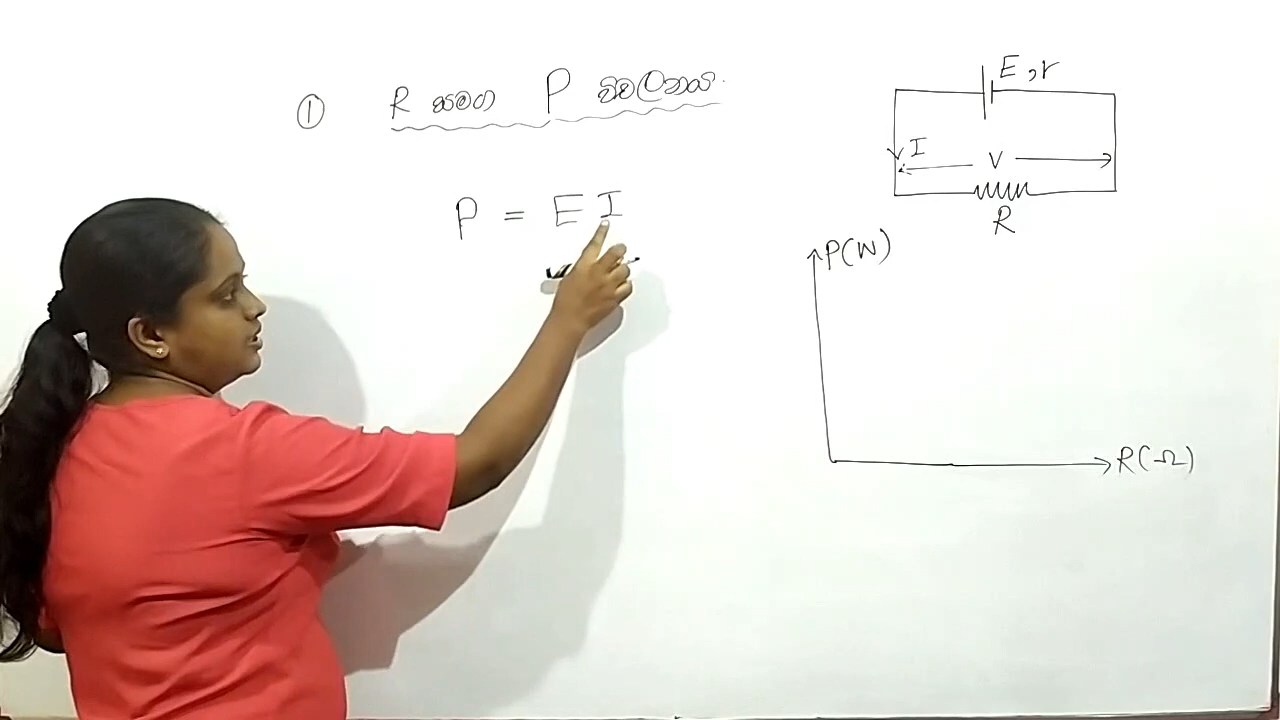 ① R සමග P විචලනය.
P = E I
E , r
I
V
R
P(W)
R(Ω)